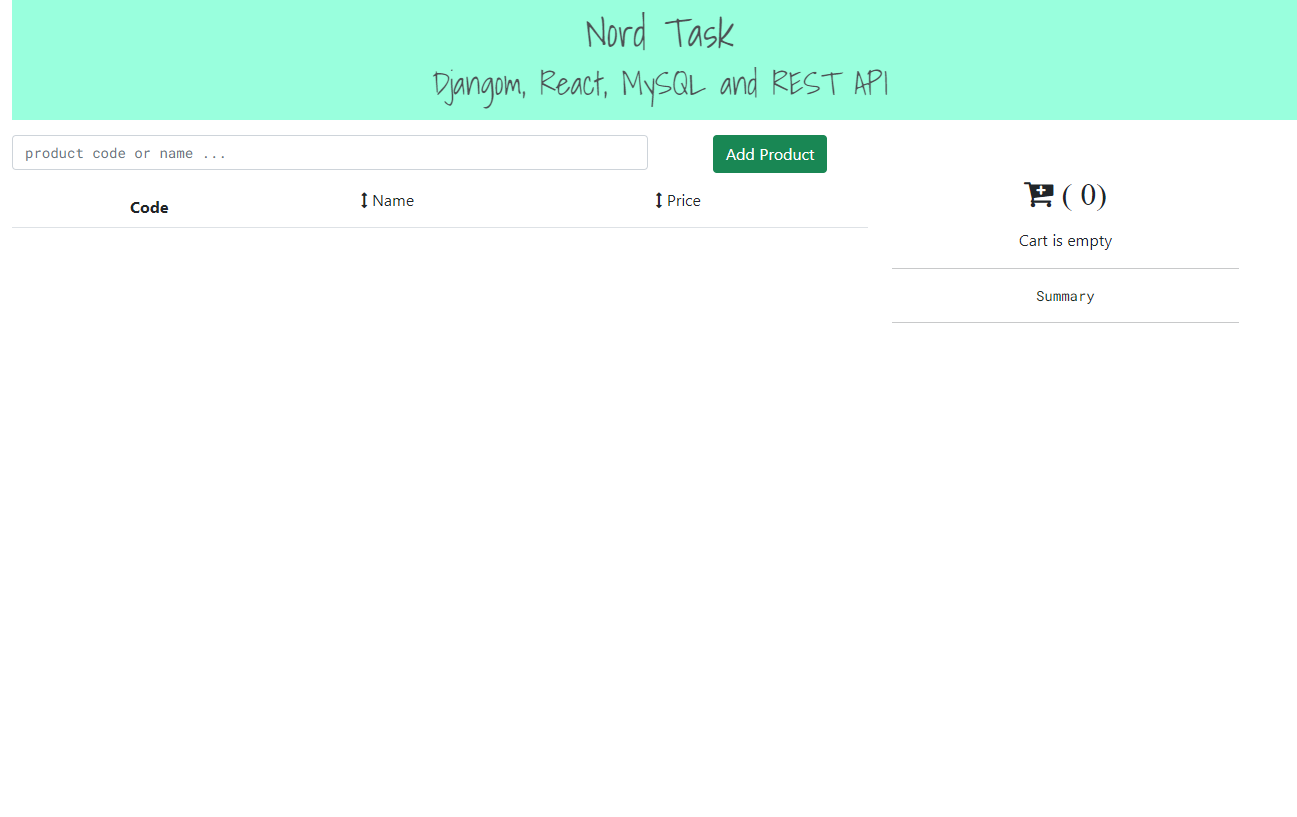 Nord Task
Djangom, React, MySQL and REST API
product code or name ...
Add Product
Code
Name
Price
( 0)
Cart is empty
Summary